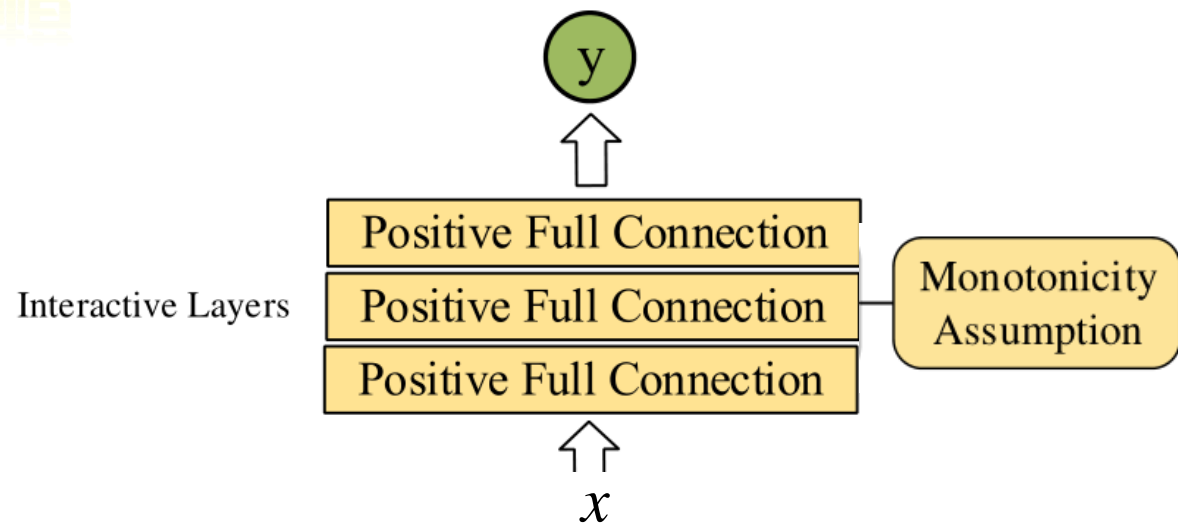 y
Positive Full Connection
Interactive Layers
Positive Full Connection
Positive Full Connection
Monotonicity
Assumption
x